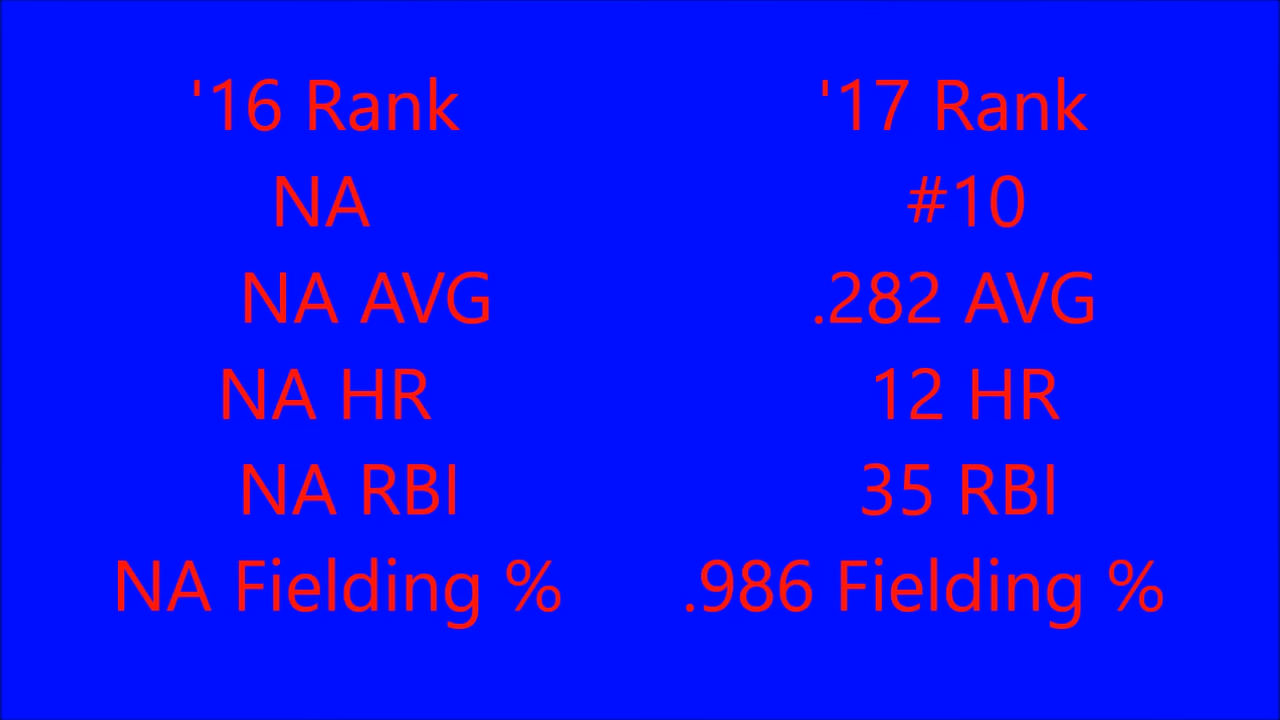 '16 Rank
NA
NA AVG
NA HR
NA RBI
NA Fielding %
'17 Rank
#10
.282 AVG
12 HR
35 RBI
.986 Fielding %